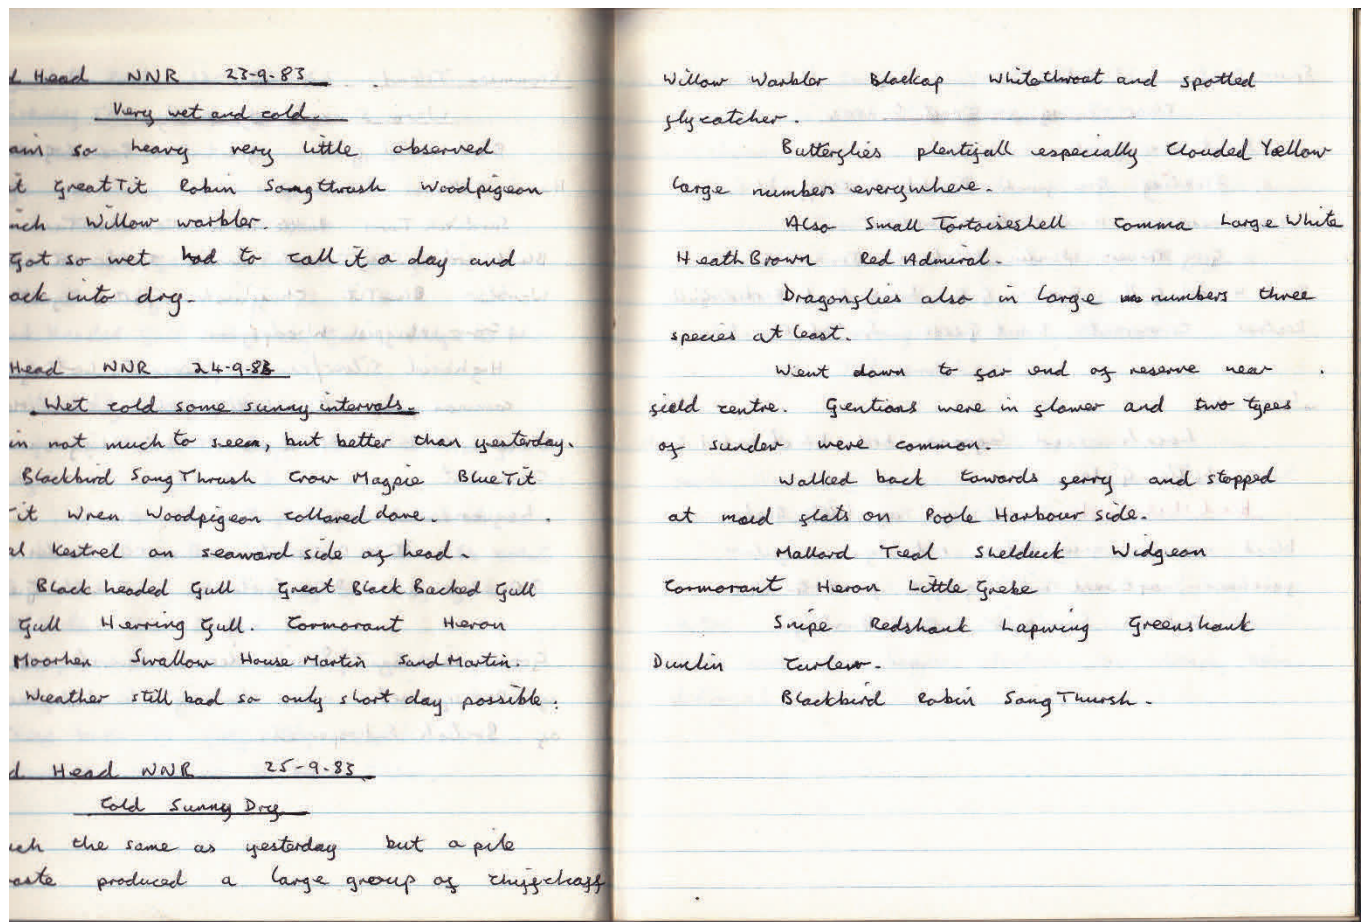 Head NNR 23-9-83
Very wet and cold.
so heavy very little observed
Great Tit Robin Songthrush Woodpigeon
Willow warbler.
Got so wet had to call it a day and
into dry.
Head NNR 24-9-83
Wet cold some sunny intervals.
not much to seem, but better than yesterday.
Blackbird Song Thrush Crow Magpie Blue Tit
Wren Woodpigeon collared dove.
Kestrel on seaward side of head.
Black headed Gull Great Black Backed Gull
Gull Herring Gull. Cormorant Heron
Moorhen Swallow House Martin Sand Martin.
Weather still bad so only short day possible.
Head NNR 25-9-83
Cold Sunny Dry
the same as yesterday but a pile
produced a large group of chiffchaff
Willow Warbler Blackap Whitethroat and spotted
flycatcher.
Butterflies plentifall especially Clouded Yellow
large numbers everywhere.
Also Small Tortoiseshell Comma Large White
Heath Brown Red Admiral.
Dragonflies also in large numbers three
species at least.
Went down to far end of reserve near
field centre. Gentians were in flower and two types
of sundew were common.
Walked back towards ferry and stopped
at mud flats on Poole Harbour side.
Mallard Teal Shelduck Widgeon
Cormorant Heron Little Grebe
Snipe Redshank Lapwing Greenshank
Dunlin Curlew.
Blackbird Robin Song Thursh.